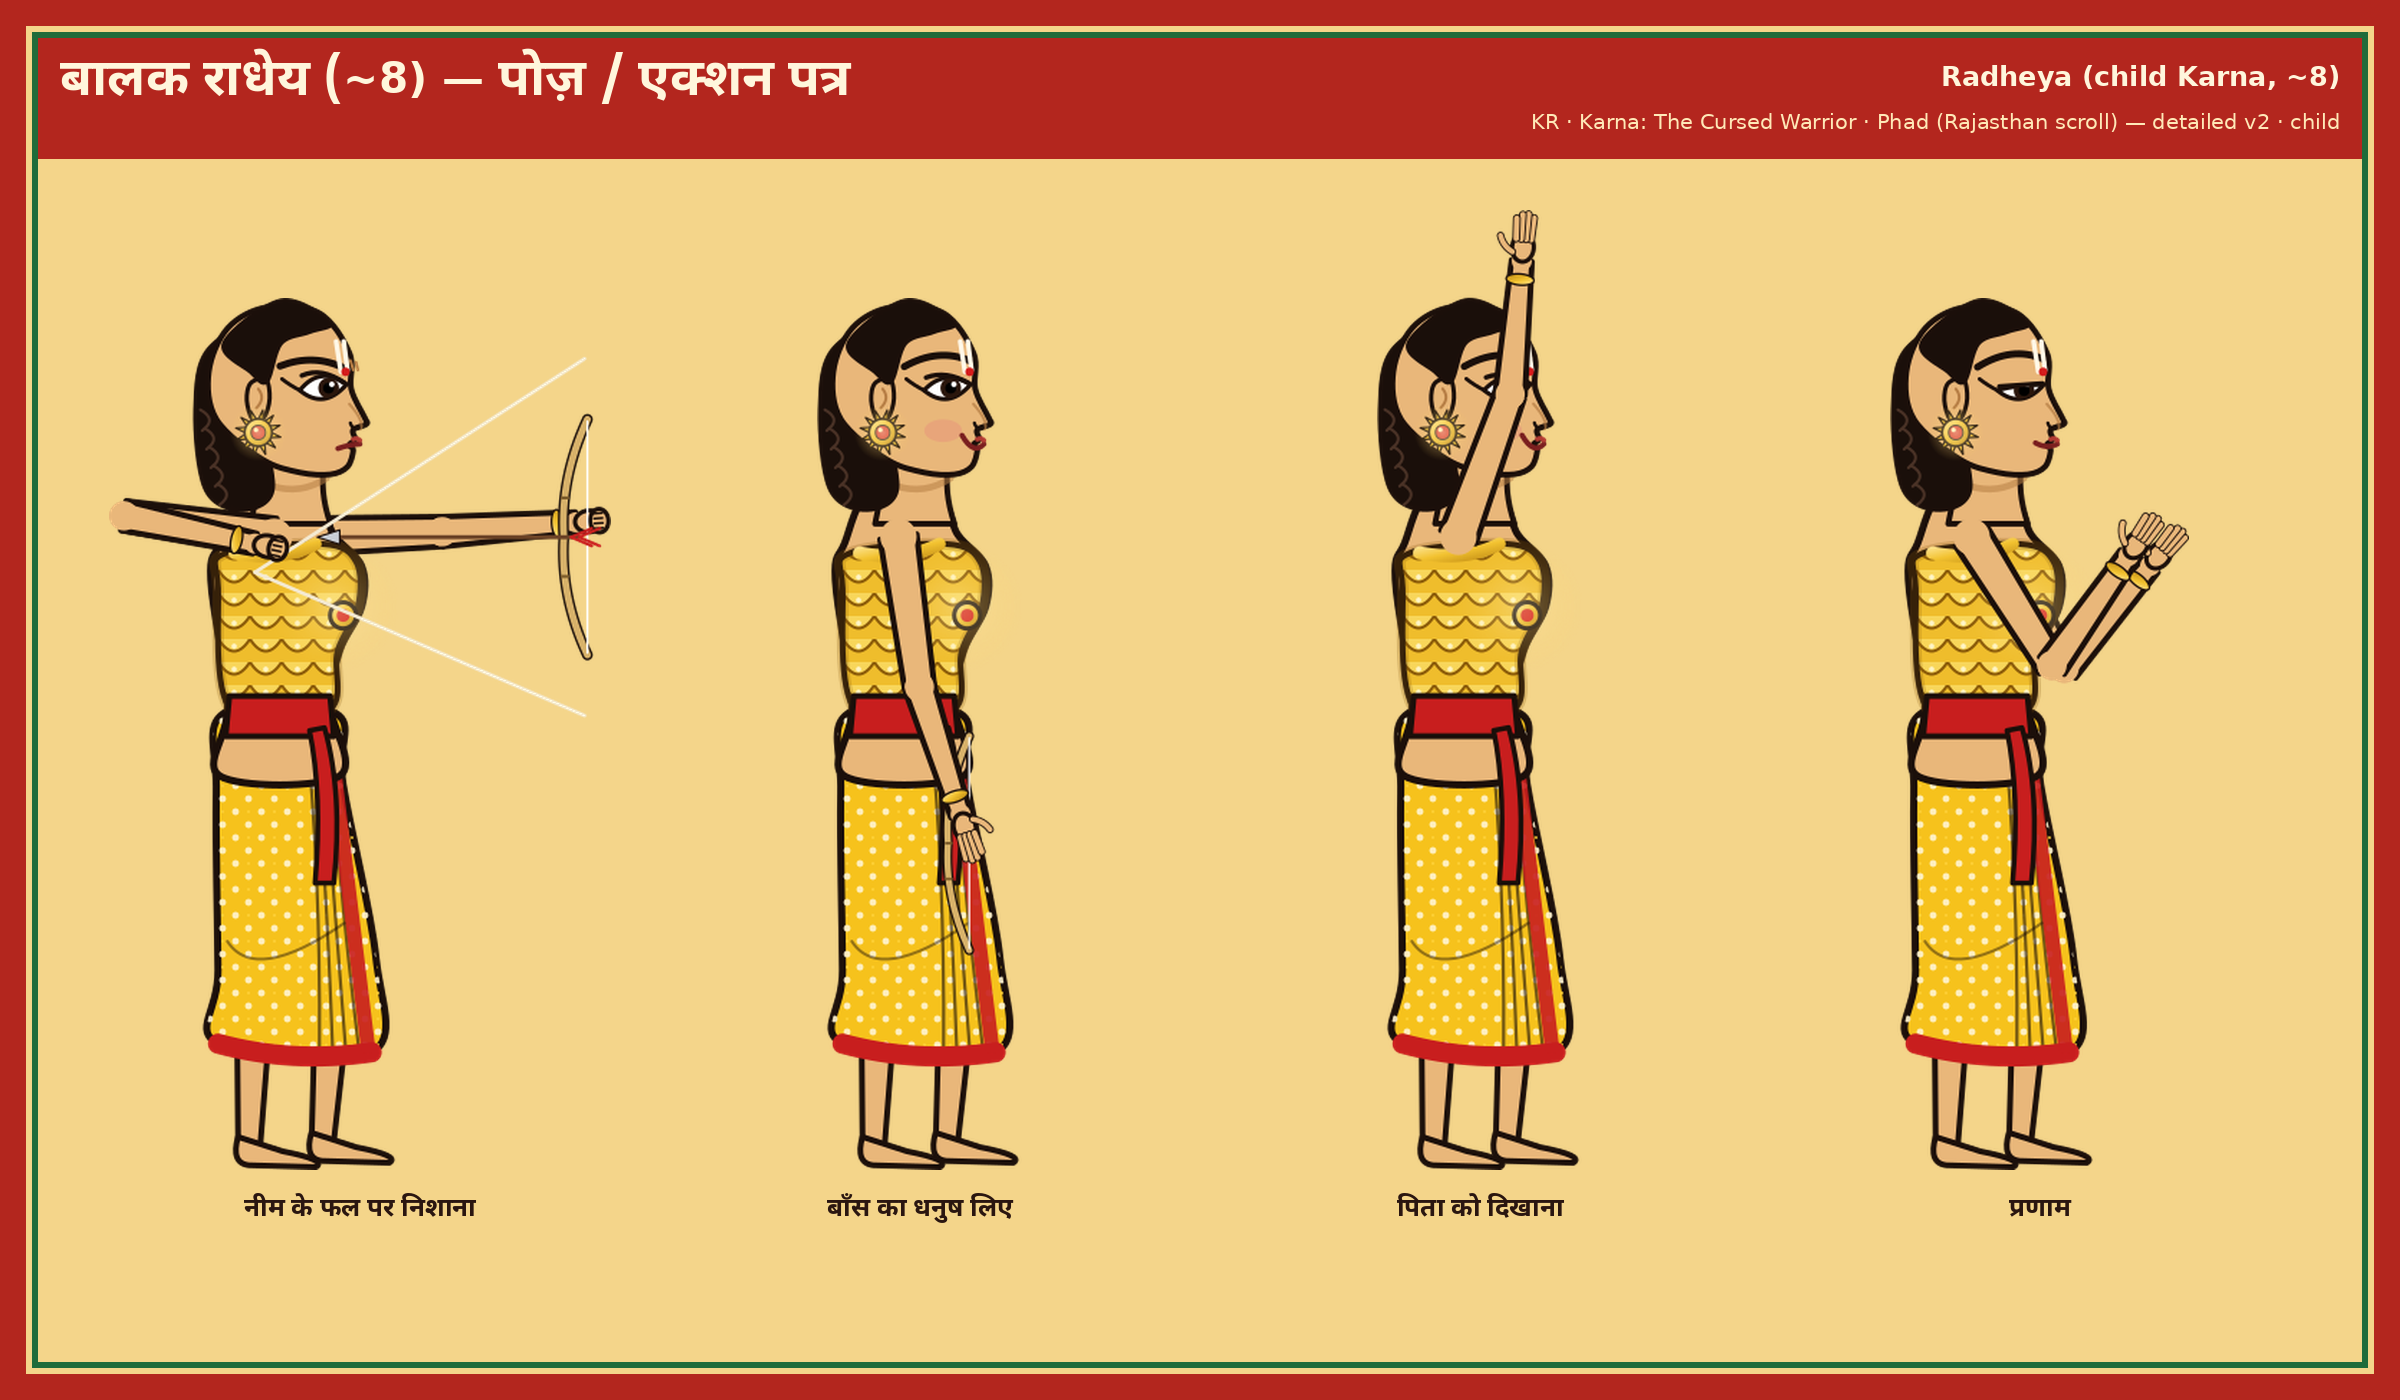 बालक राधेय (~8) — पोज़ / एक्शन पत्र
Radheya (child Karna, ~8)
KR · Karna: The Cursed Warrior · Phad (Rajasthan scroll) — detailed v2 · child
नीम के फल पर निशाना
बाँस का धनुष लिए
पिता को दिखाना
प्रणाम